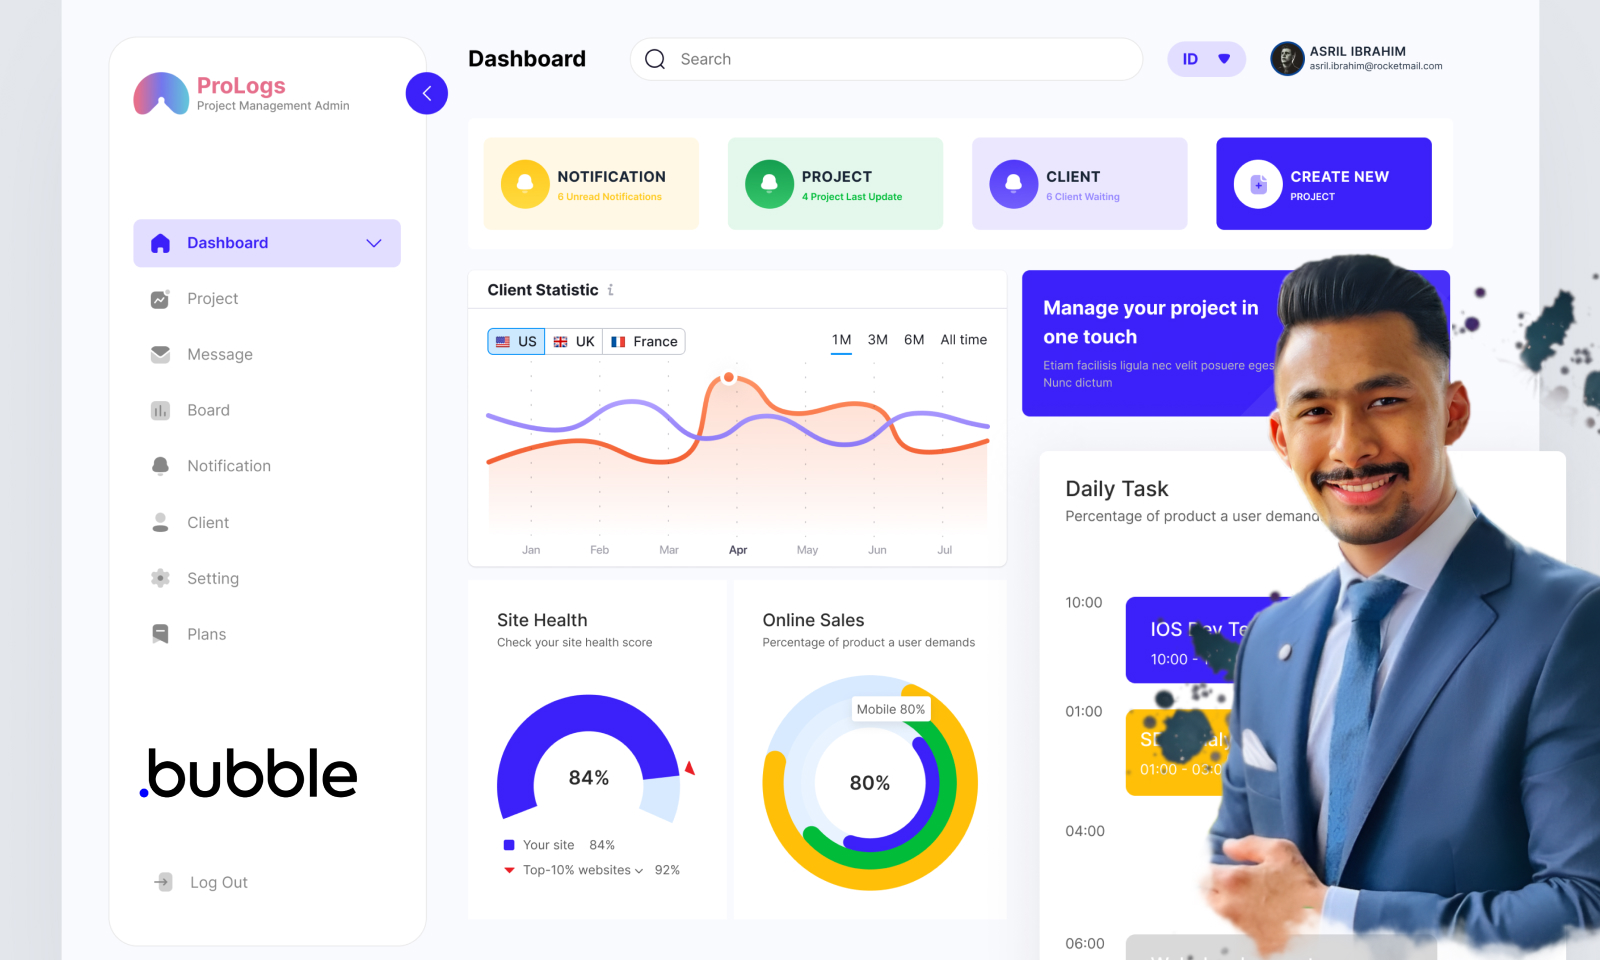 ProLogs
Project Management Admin
Dashboard
Project
Message
Board
Notification
Client
Setting
Plans
.bubble
Log Out
Dashboard
Search
ID
ASRIL IBRAHIM
asril.ibrahim@rocketmail.com
NOTIFICATION
6 Unread Notifications
PROJECT
4 Project Last Update
CLIENT
6 Client Waiting
CREATE NEW
PROJECT
Client Statistic i
US UK France
1M 3M 6M All time
Jan Feb Mar Apr May Jun Jul
Manage your project in
one touch
Etiam facilisis ligula nec velit posuere eges
Nunc dictum
Site Health
Check your site health score
84%
Your site 84%
Top-10% websites 92%
Online Sales
Percentage of product a user demands
Mobile 80%
80%
Daily Task
Percentage of product a user demand
10:00
IOS Dev Te
10:00 -
01:00
01:00 - 03:0
04:00
06:00